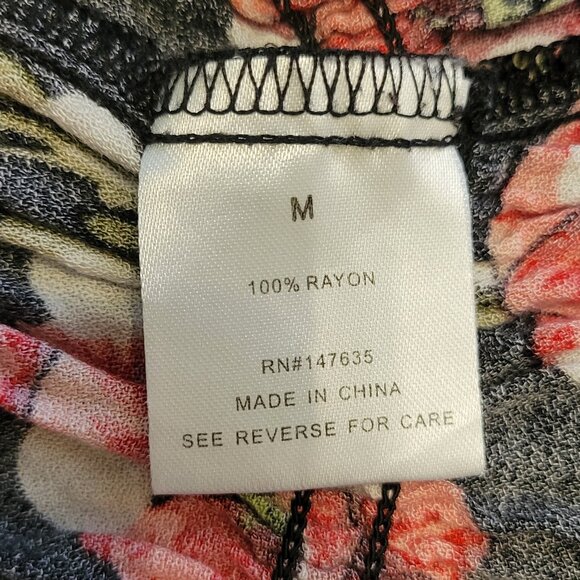 M
100% RAYON
RN#147635
MADE IN CHINA
SEE REVERSE FOR CARE